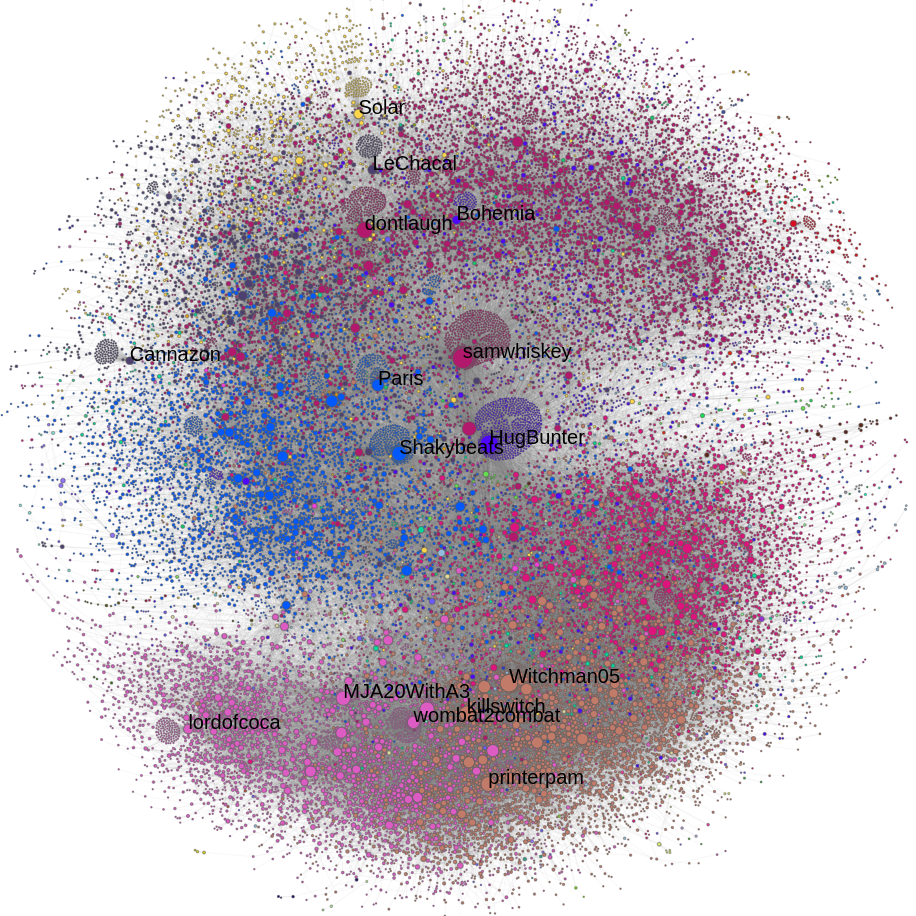 Solar
LeChacal
Bohemia
dontlaugh
samwhiskey
Cannazon
Paris
HugBunter
Shakybeats
Witchman05
MJA20WithA3
killswitch
wombat2combat
lordofcoca
printerpam